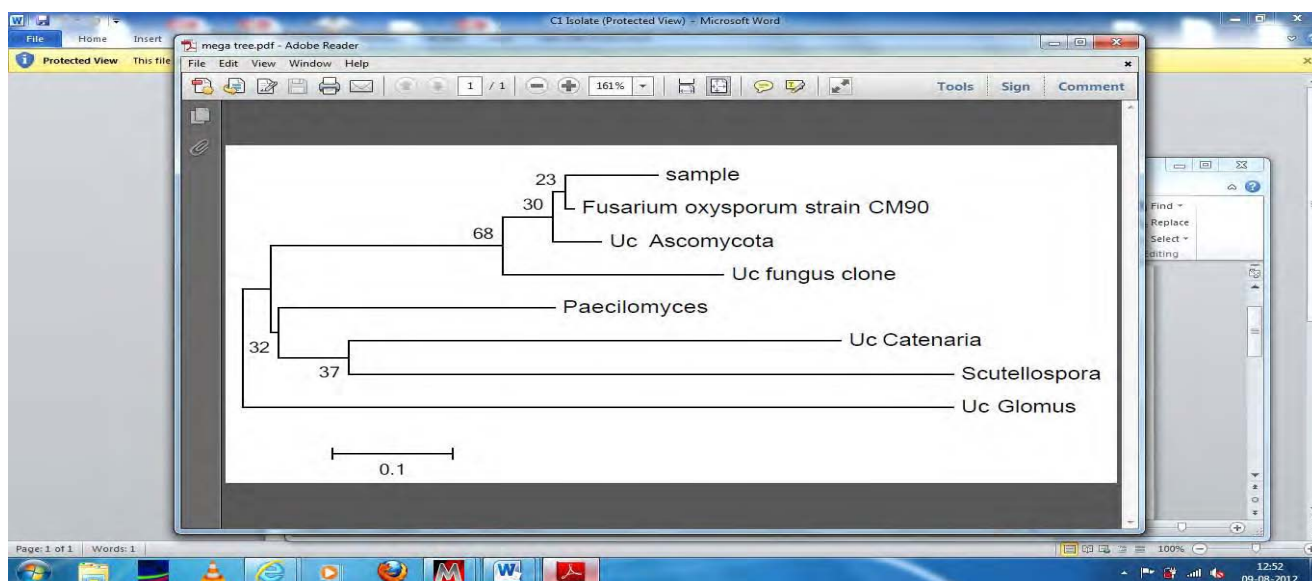 C1 Isolate (Protected View) - Microsoft Word
File Home Insert
Protected View This file
mega tree.pdf - Adobe Reader
File Edit View Window Help
1 / 1 161% Tools Sign Comment
23 sample
30 Fusarium oxysporum strain CM90
68 Uc Ascomycota
Uc fungus clone
Paecilomyces
32 Uc Catenaria
37 Scutellospora
Uc Glomus
0.1
Find
Replace
Select
Editing
Page: 1 of 1 Words: 1 100%
12:52
09-08-2012